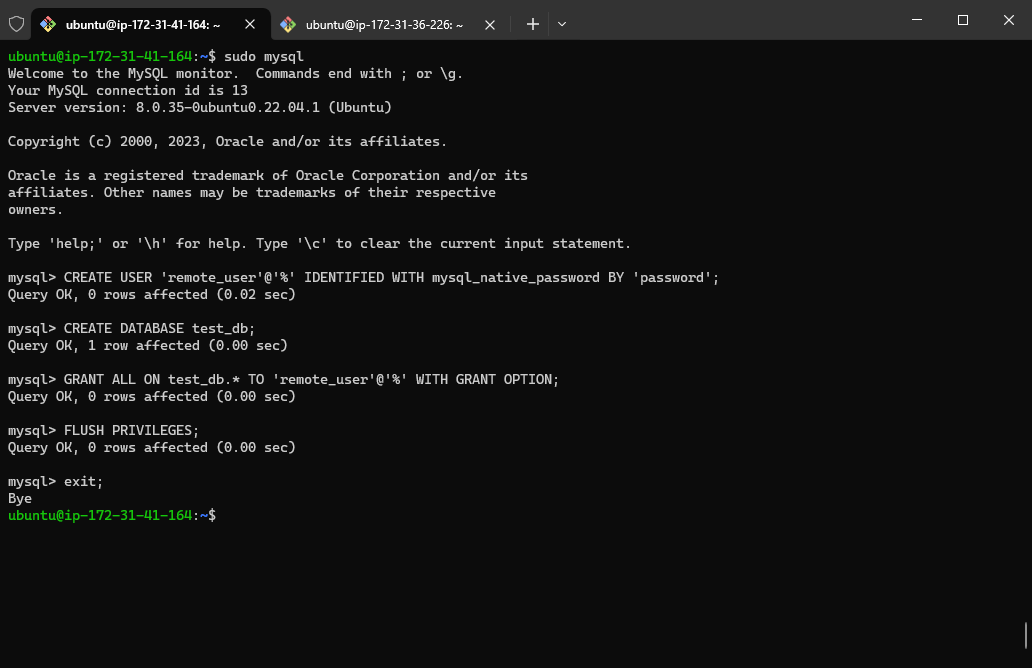 ubuntu@ip-172-31-41-164: ~
ubuntu@ip-172-31-36-226: ~
ubuntu@ip-172-31-41-164:~$ sudo mysql
Welcome to the MySQL monitor.  Commands end with ; or \g.
Your MySQL connection id is 13
Server version: 8.0.35-0ubuntu0.22.04.1 (Ubuntu)

Copyright (c) 2000, 2023, Oracle and/or its affiliates.

Oracle is a registered trademark of Oracle Corporation and/or its
affiliates. Other names may be trademarks of their respective
owners.

Type 'help;' or '\h' for help. Type '\c' to clear the current input statement.

mysql> CREATE USER 'remote_user'@'%' IDENTIFIED WITH mysql_native_password BY 'password';
Query OK, 0 rows affected (0.02 sec)

mysql> CREATE DATABASE test_db;
Query OK, 1 row affected (0.00 sec)

mysql> GRANT ALL ON test_db.* TO 'remote_user'@'%' WITH GRANT OPTION;
Query OK, 0 rows affected (0.00 sec)

mysql> FLUSH PRIVILEGES;
Query OK, 0 rows affected (0.00 sec)

mysql> exit;
Bye
ubuntu@ip-172-31-41-164:~$